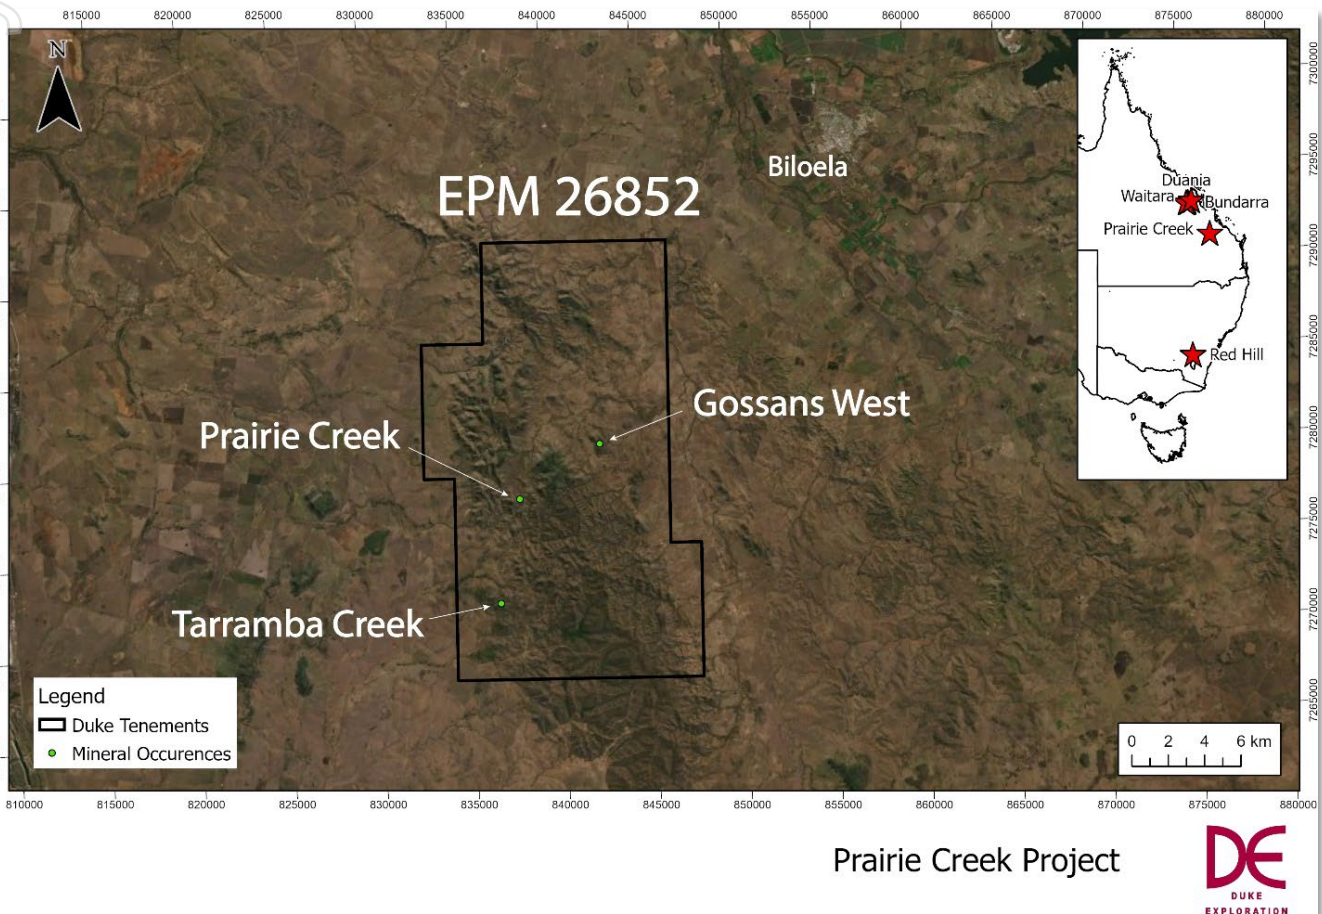 815000 820000 825000 830000 835000 840000 845000 850000 855000 860000 865000 870000 875000 880000
N
7300000
7295000
7290000
7285000
7280000
7275000
7270000
7265000
Biloela
EPM 26852
Duania
Waitara
Bundarra
Prairie Creek
Red Hill
Gossans West
Prairie Creek
Tarramba Creek
Legend
Duke Tenements
Mineral Occurences
0 2 4 6 km
810000 815000 820000 825000 830000 835000 840000 845000 850000 855000 860000 865000 870000 875000 880000
Prairie Creek Project
DE
DUKE
EXPLORATION